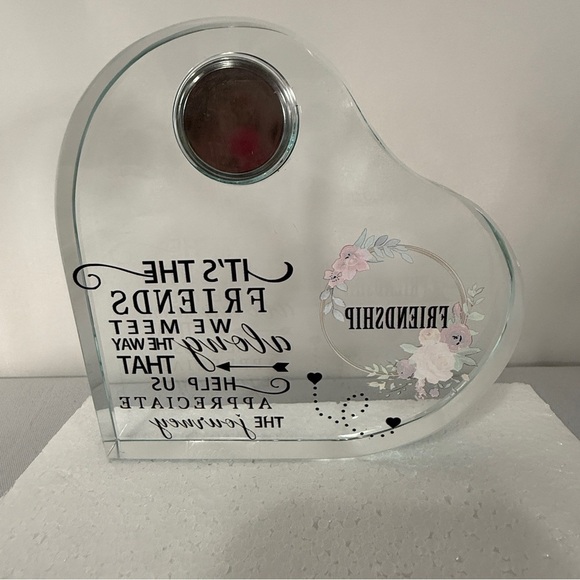 IT'S THE
FRIENDS
WE MEET
along THE WAY
THAT
HELP US
APPRECIATE
THE journey
FRIENDSHIP